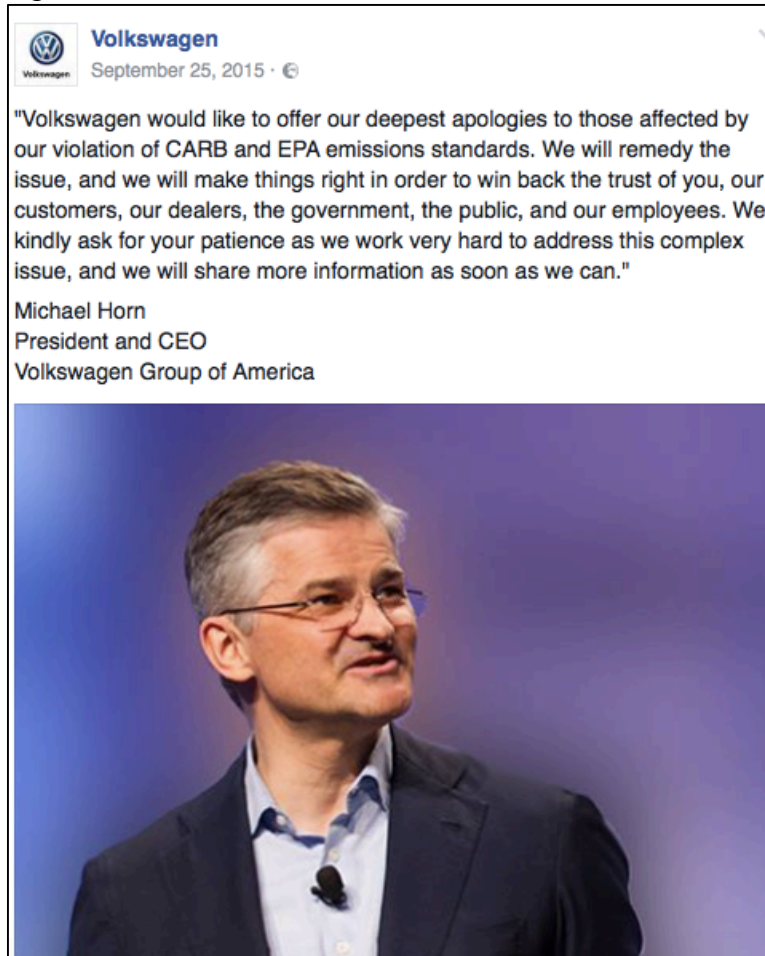 Volkswagen
Volkswagen
September 25, 2015 ·
"Volkswagen would like to offer our deepest apologies to those affected by
our violation of CARB and EPA emissions standards. We will remedy the
issue, and we will make things right in order to win back the trust of you, our
customers, our dealers, the government, the public, and our employees. We
kindly ask for your patience as we work very hard to address this complex
issue, and we will share more information as soon as we can."
Michael Horn
President and CEO
Volkswagen Group of America